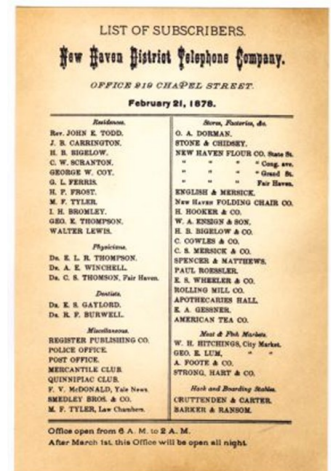 LIST OF SUBSCRIBERS.
New Haven District Telephone Company.
OFFICE 219 CHAPEL STREET.
February 21, 1878.
Residences.
Rev. JOHN E. TODD.
J. B. CARRINGTON.
H. B. BIGELOW.
C. W. SCRANTON.
GEORGE W. COY.
G. L. FERRIS.
H. P. FROST.
M. F. TYLER.
I. H. BROMLEY.
GEO. E. THOMPSON.
WALTER LEWIS.
Physicians.
Dr. E. L. R. THOMPSON.
Dr. A. E. WINCHELL.
Dr. C. S. THOMSON, Fair Haven.
Dentists.
Dr. E. S. GAYLORD.
Dr. R. F. BURWELL.
Miscellaneous.
REGISTER PUBLISHING CO.
POLICE OFFICE.
POST OFFICE.
MERCANTILE CLUB.
QUINNIPIAC CLUB.
F. V. McDONALD, Yale News.
SMEDLEY BROS. & CO.
M. F. TYLER, Law Chambers.
Stores, Factories, &c.
O. A. DORMAN.
STONE & CHIDSEY.
NEW HAVEN FLOUR CO. State St.
" " " " Cong. ave.
" " " " Grand St.
" " " Fair Haven.
ENGLISH & MERSICK.
New Haven FOLDING CHAIR CO.
H. HOOKER & CO.
W. A. ENSIGN & SON.
H. B. BIGELOW & CO.
C. COWLES & CO.
C. S. MERSICK & CO.
SPENCER & MATTHEWS.
PAUL ROESSLER.
E. S. WHEELER & CO.
ROLLING MILL CO.
APOTHECARIES HALL.
E. A. GESSNER.
AMERICAN TEA CO.
Meat & Fish Markets.
W. H. HITCHINGS, City Market.
GEO. E. LUM, " "
A. FOOTE & CO.
STRONG, HART & CO.
Hack and Boarding Stables.
CRUTTENDEN & CARTER.
BARKER & RANSOM.
Office open from 6 A. M. to 2 A. M.
After March 1st, this Office will be open all night.